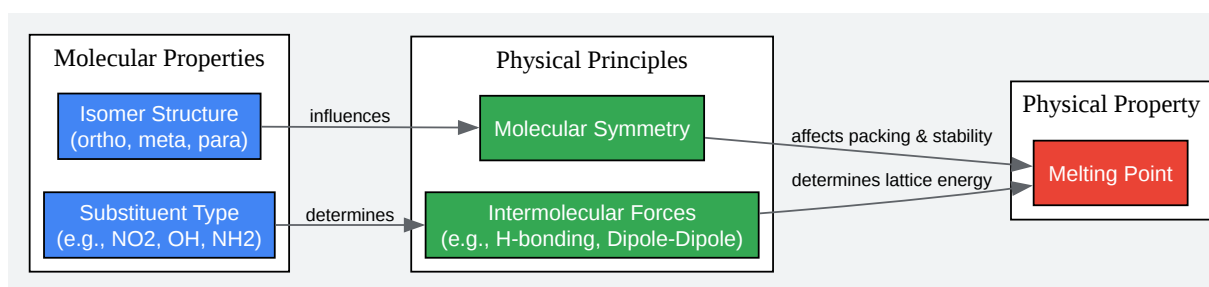 Molecular Properties
Isomer Structure
(ortho, meta, para)
Substituent Type
(e.g., NO2, OH, NH2)
influences
determines
Physical Principles
Molecular Symmetry
Intermolecular Forces
(e.g., H-bonding, Dipole-Dipole)
affects packing & stability
determines lattice energy
Physical Property
Melting Point